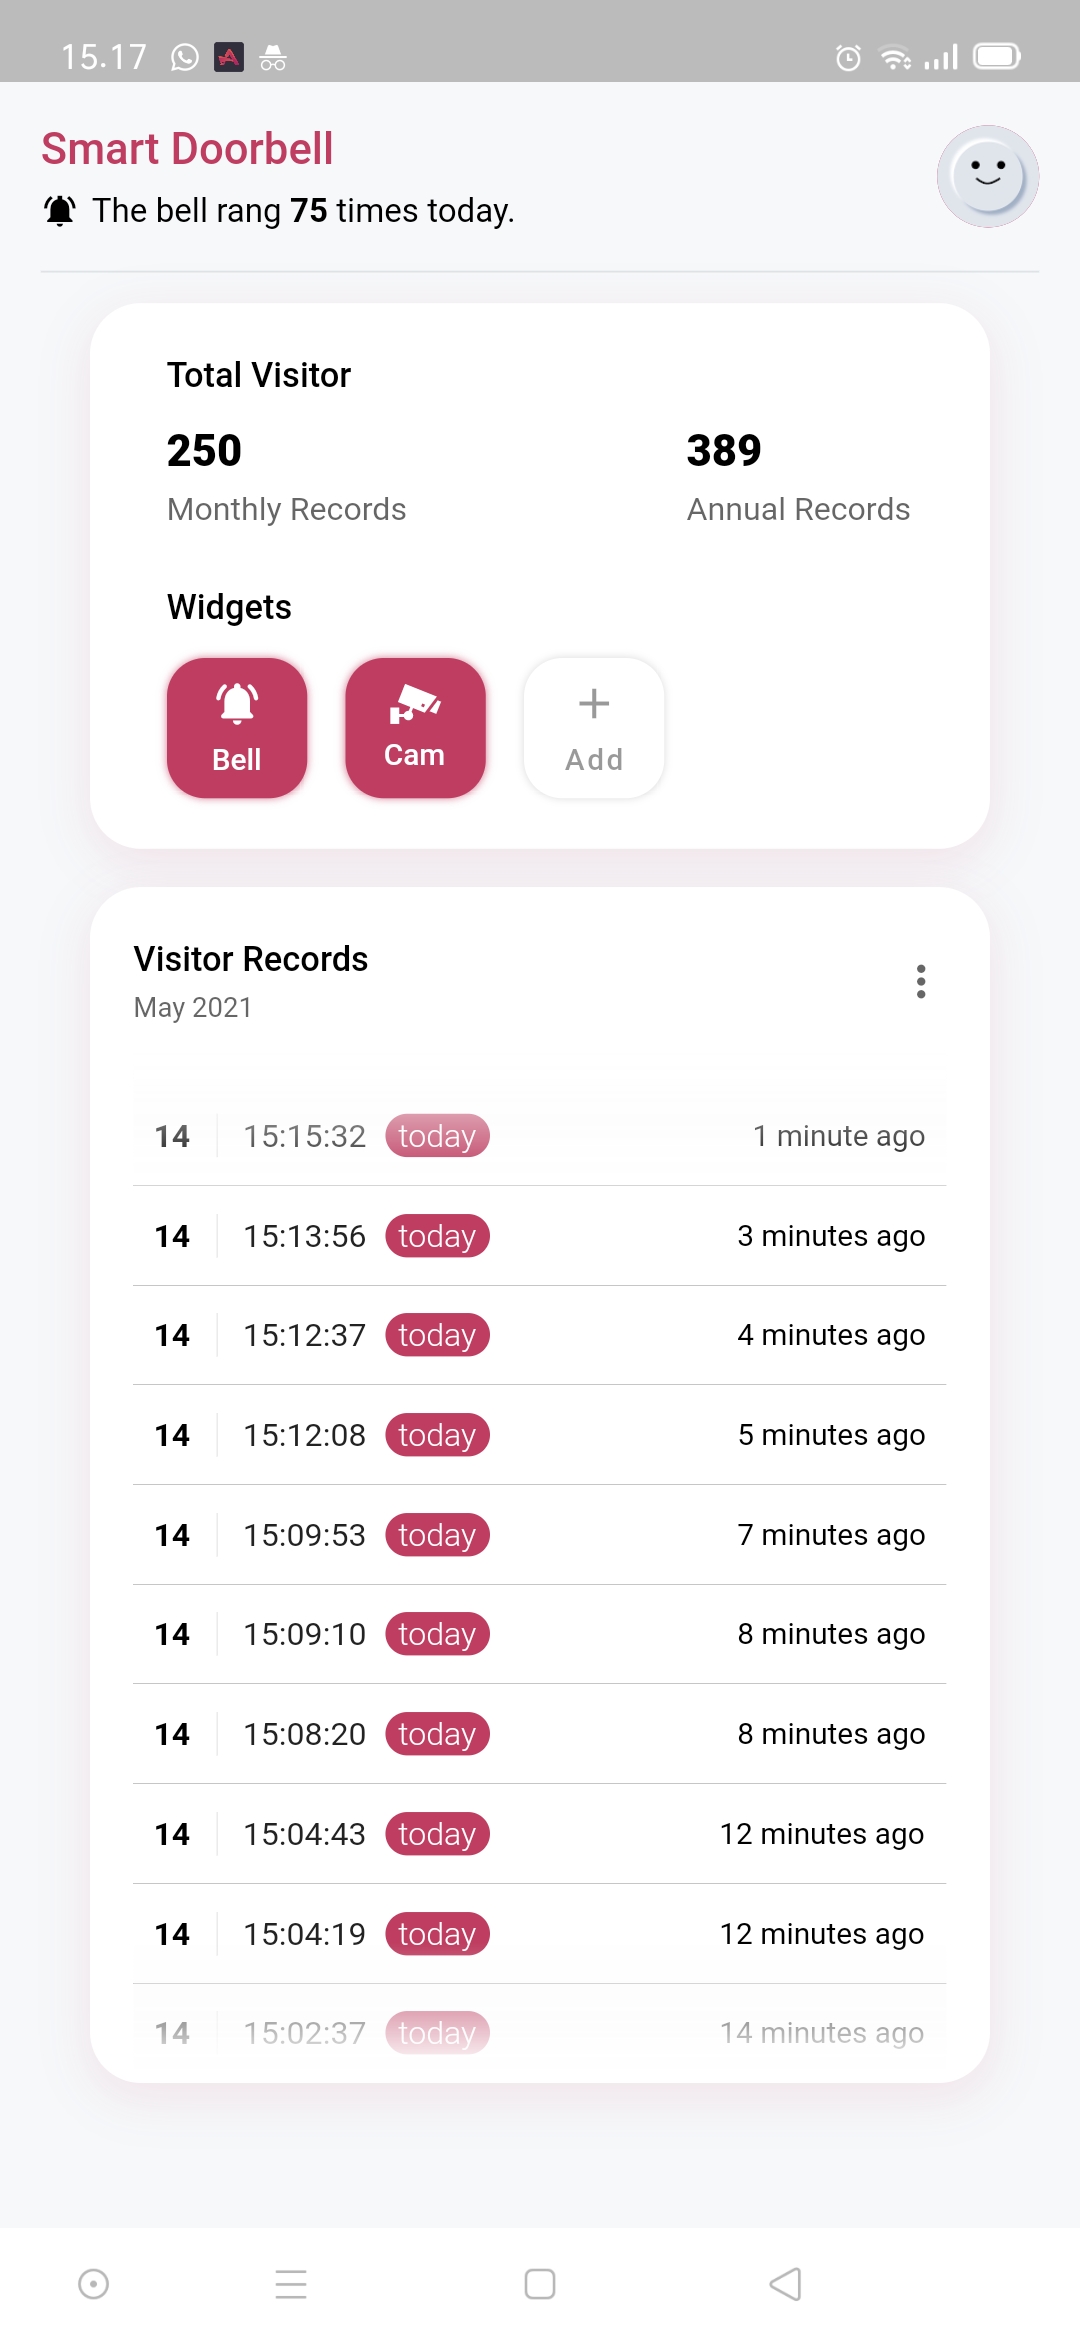 15.17
Smart Doorbell
The bell rang 75 times today.
Total Visitor
250 389
Monthly Records Annual Records
Widgets
Bell Cam Add
Visitor Records
May 2021
14 15:15:32 today 1 minute ago
14 15:13:56 today 3 minutes ago
14 15:12:37 today 4 minutes ago
14 15:12:08 today 5 minutes ago
14 15:09:53 today 7 minutes ago
14 15:09:10 today 8 minutes ago
14 15:08:20 today 8 minutes ago
14 15:04:43 today 12 minutes ago
14 15:04:19 today 12 minutes ago
14 15:02:37 today 14 minutes ago